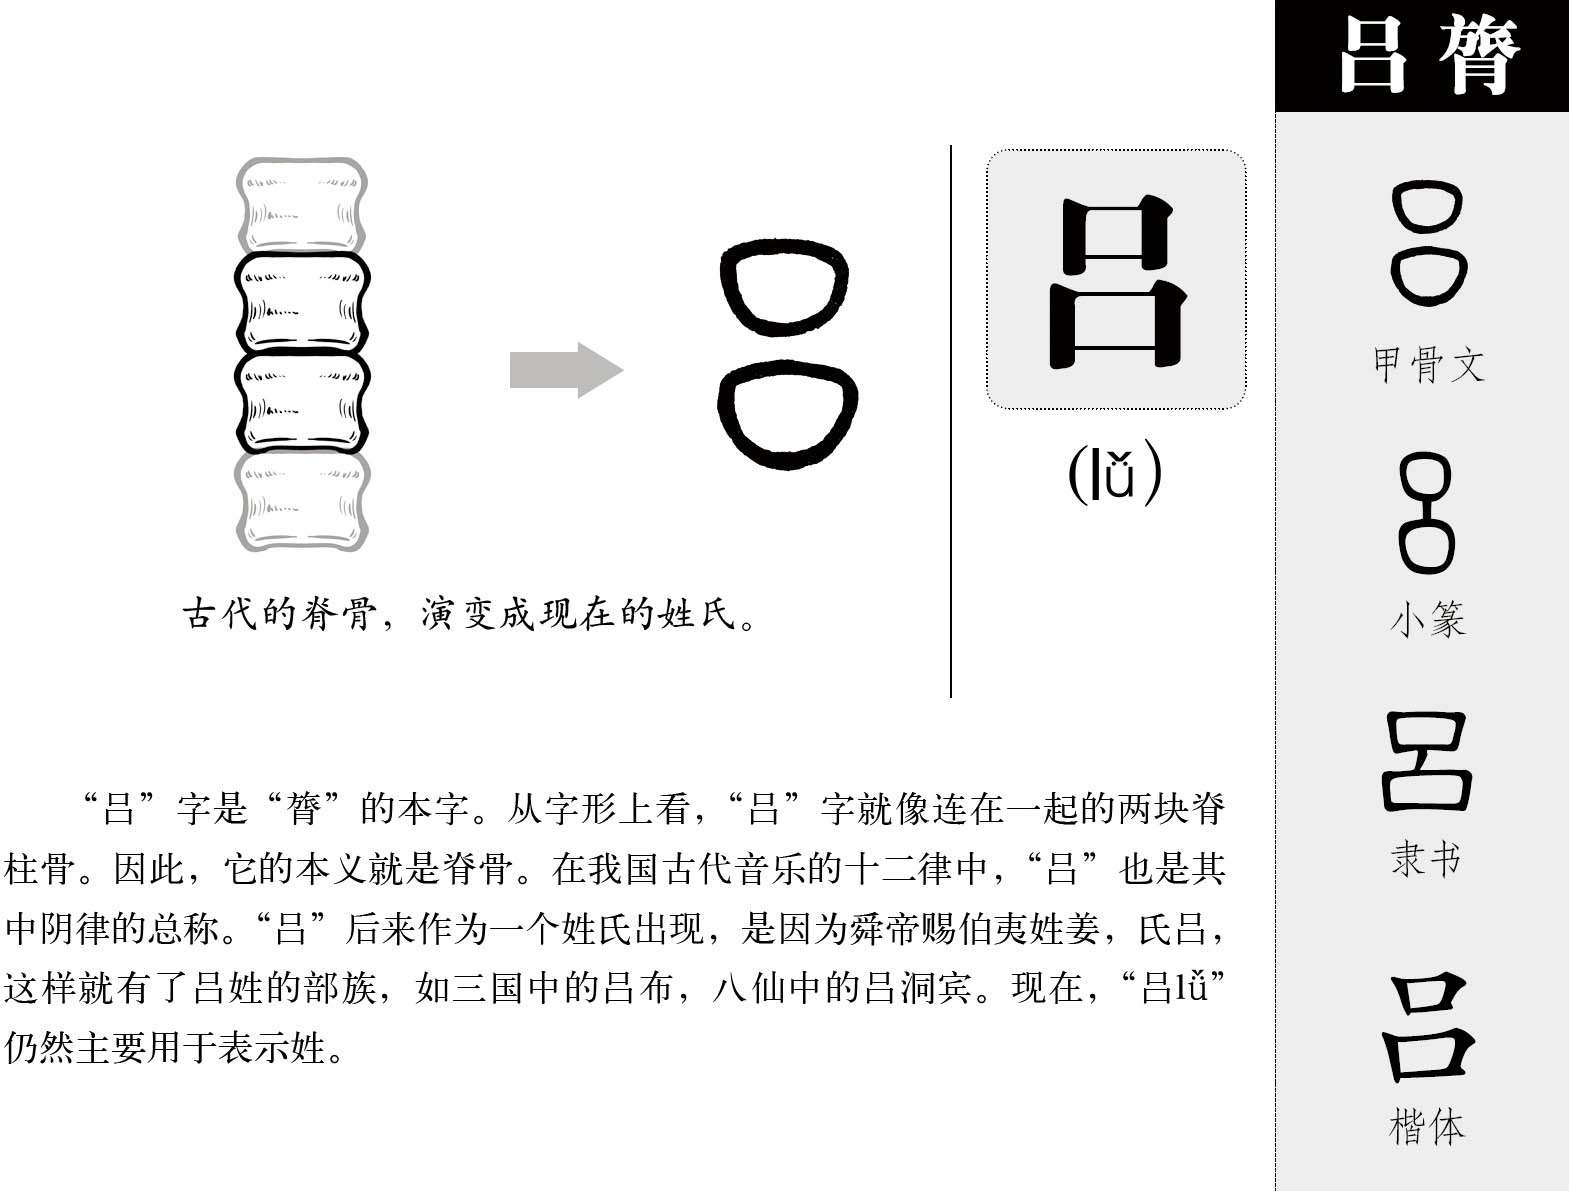 吕膂
古代的脊骨，演变成现在的姓氏。
吕
(lǚ)
甲骨文
小篆
隶书
楷体
“吕”字是“膂”的本字。从字形上看，“吕”字就像连在一起的两块脊
柱骨。因此，它的本义就是脊骨。在我国古代音乐的十二律中，“吕”也是其
中阴律的总称。“吕”后来作为一个姓氏出现，是因为舜帝赐伯夷姓姜，氏吕，
这样就有了吕姓的部族，如三国中的吕布，八仙中的吕洞宾。现在，“吕lǚ”
仍然主要用于表示姓。